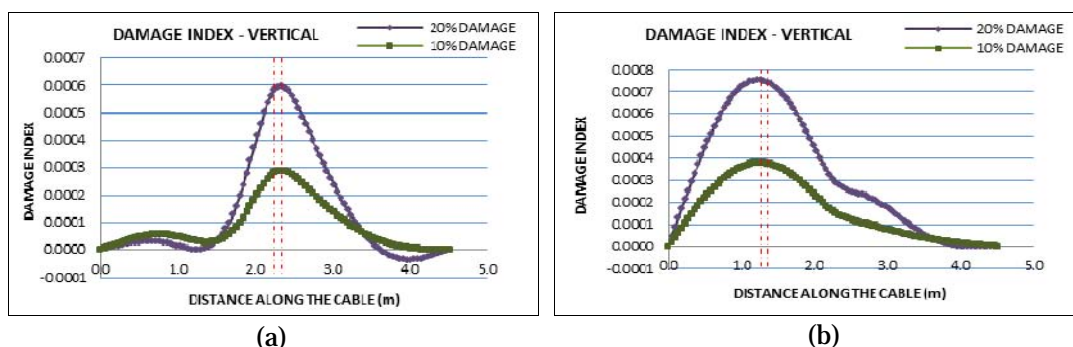 DAMAGE INDEX - VERTICAL
20% DAMAGE
10% DAMAGE
0.0007
0.0006
0.0005
0.0004
0.0003
0.0002
0.0001
0.0000
-0.0001
DAMAGE INDEX
0.0
1.0
2.0
3.0
4.0
5.0
DISTANCE ALONG THE CABLE (m)
(a)
DAMAGE INDEX - VERTICAL
20% DAMAGE
10% DAMAGE
0.0008
0.0007
0.0006
0.0005
0.0004
0.0003
0.0002
0.0001
0.0000
-0.0001
DAMAGE INDEX
0.0
1.0
2.0
3.0
4.0
5.0
DISTANCE ALONG THE CABLE (m)
(b)